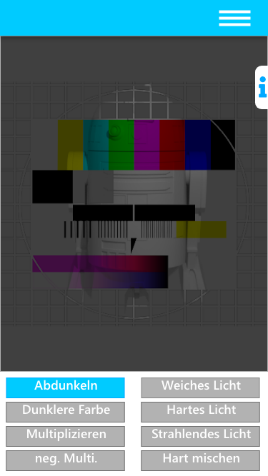 i
Abdunkeln
Weiches Licht
Dunklere Farbe
Hartes Licht
Multiplizieren
Strahlendes Licht
neg. Multi.
Hart mischen